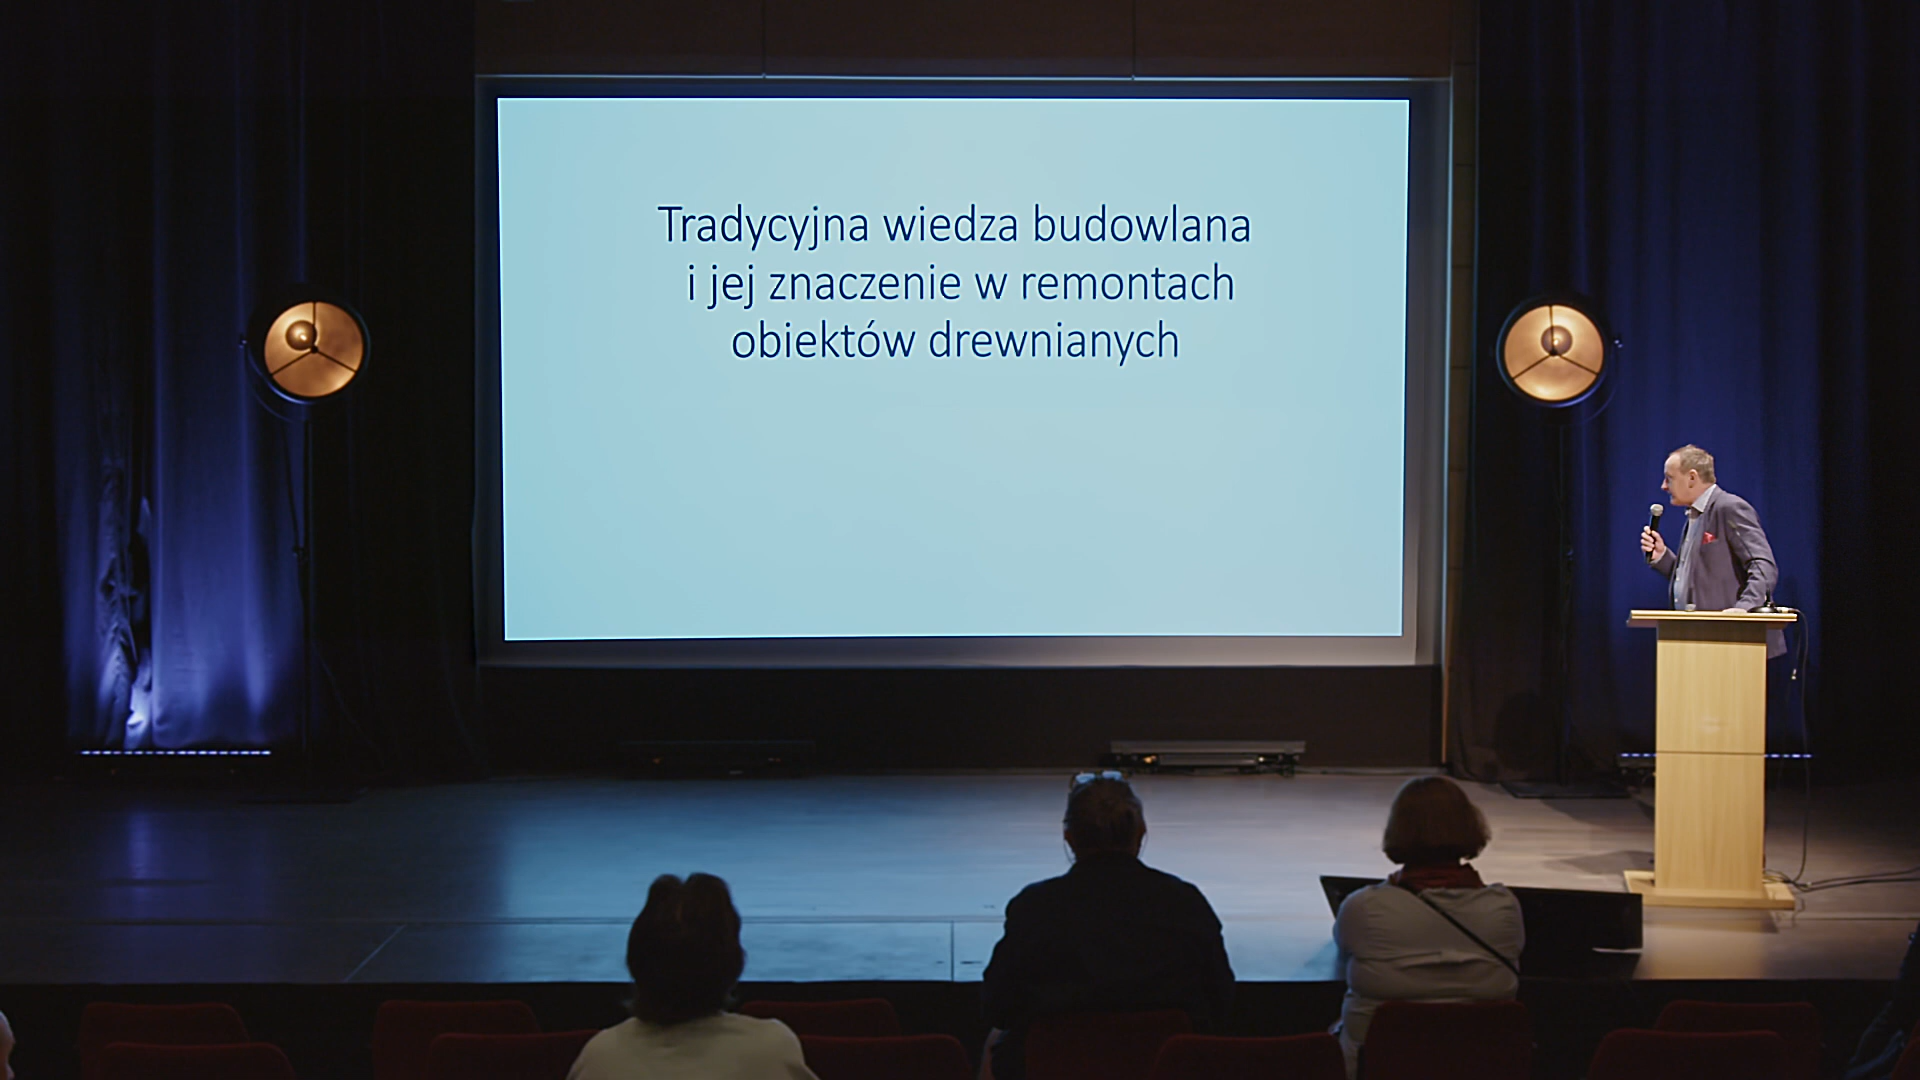 Tradycyjna wiedza budowlana
i jej znaczenie w remontach
obiektów drewnianych